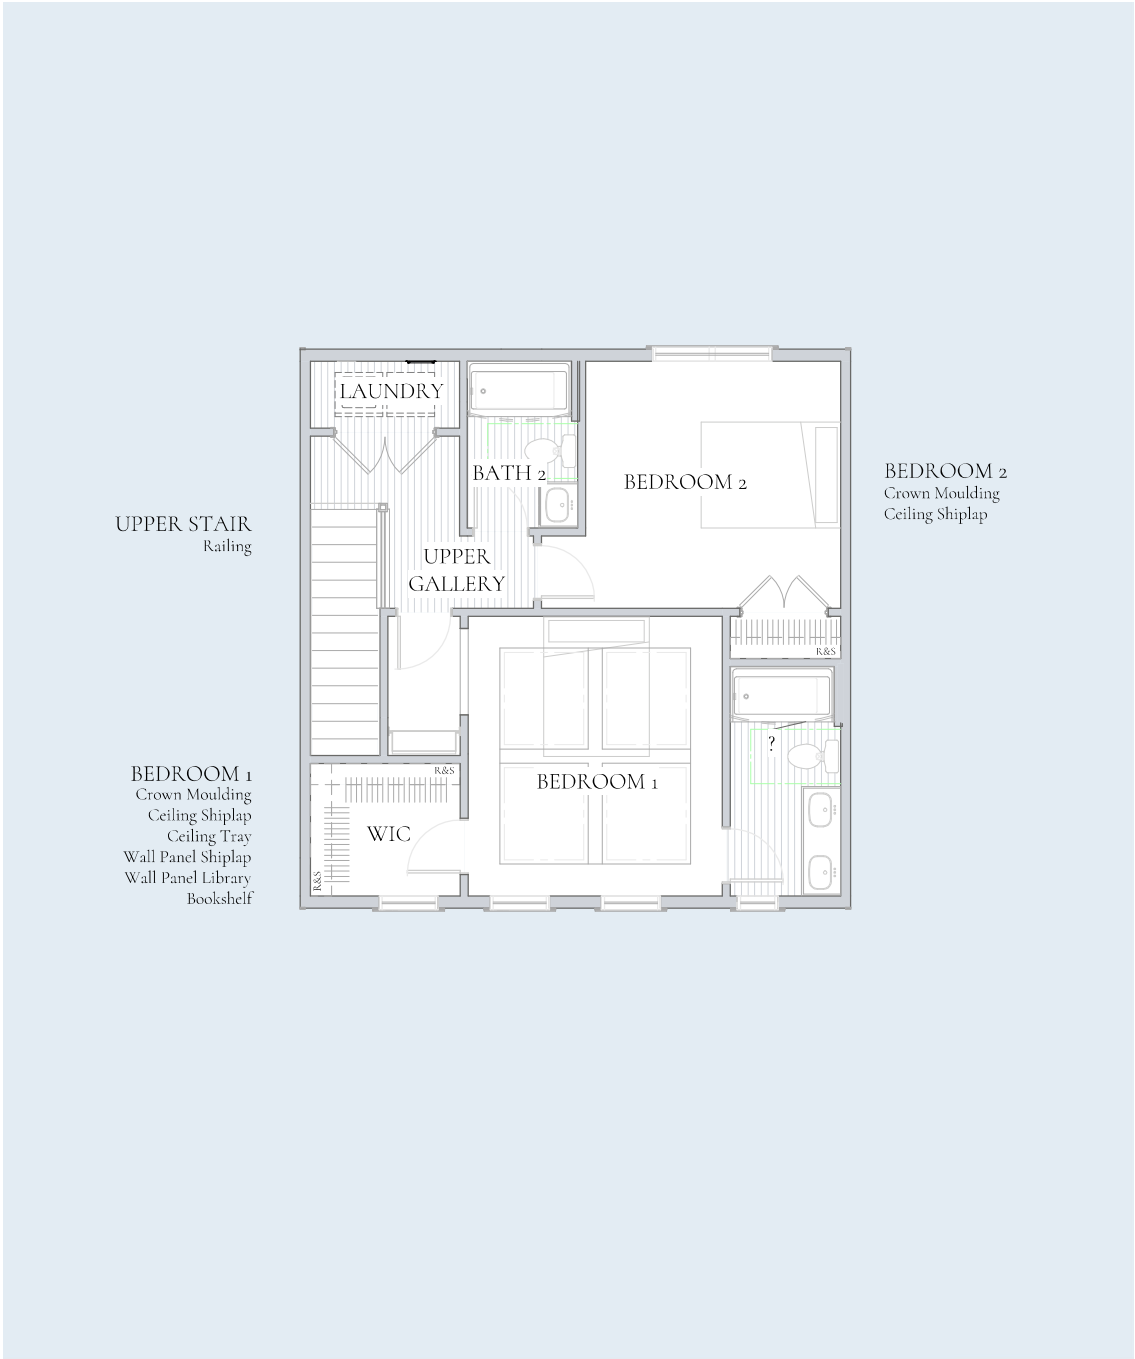 LAUNDRY
BATH 2
BEDROOM 2
BEDROOM 2
Crown Moulding
Ceiling Shiplap
UPPER STAIR
Railing
UPPER
GALLERY
R&S
?
BEDROOM 1
Crown Moulding
Ceiling Shiplap
Ceiling Tray
Wall Panel Shiplap
Wall Panel Library
Bookshelf
R&S
WIC
R&S
BEDROOM 1